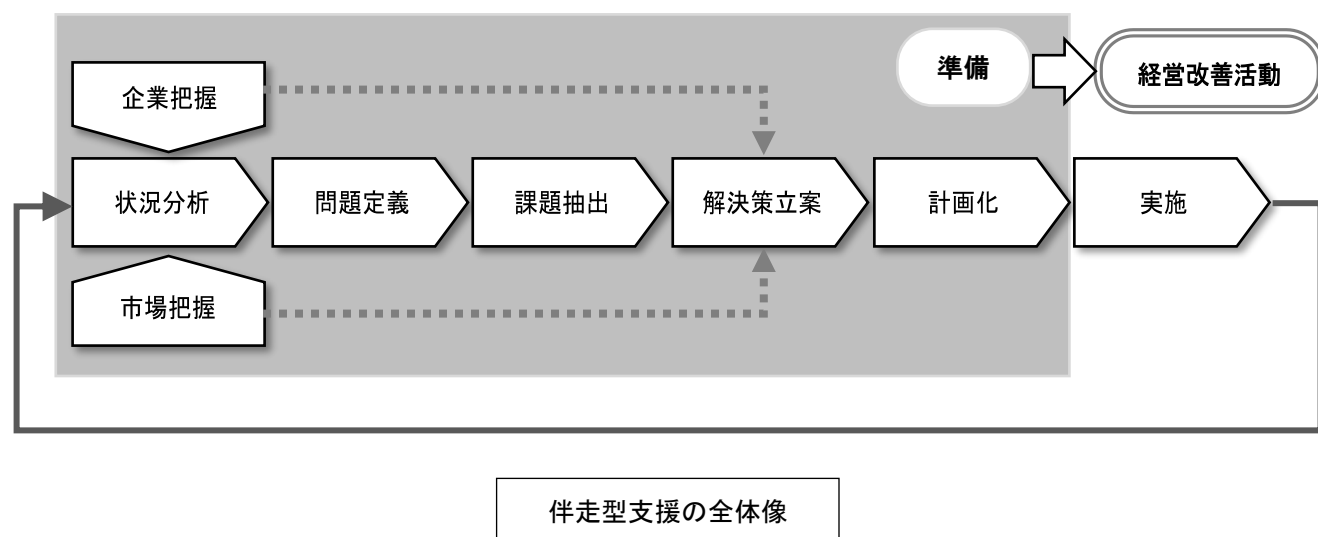 準備
経営改善活動
企業把握
状況分析
問題定義
課題抽出
解決策立案
計画化
実施
市場把握
伴走型支援の全体像